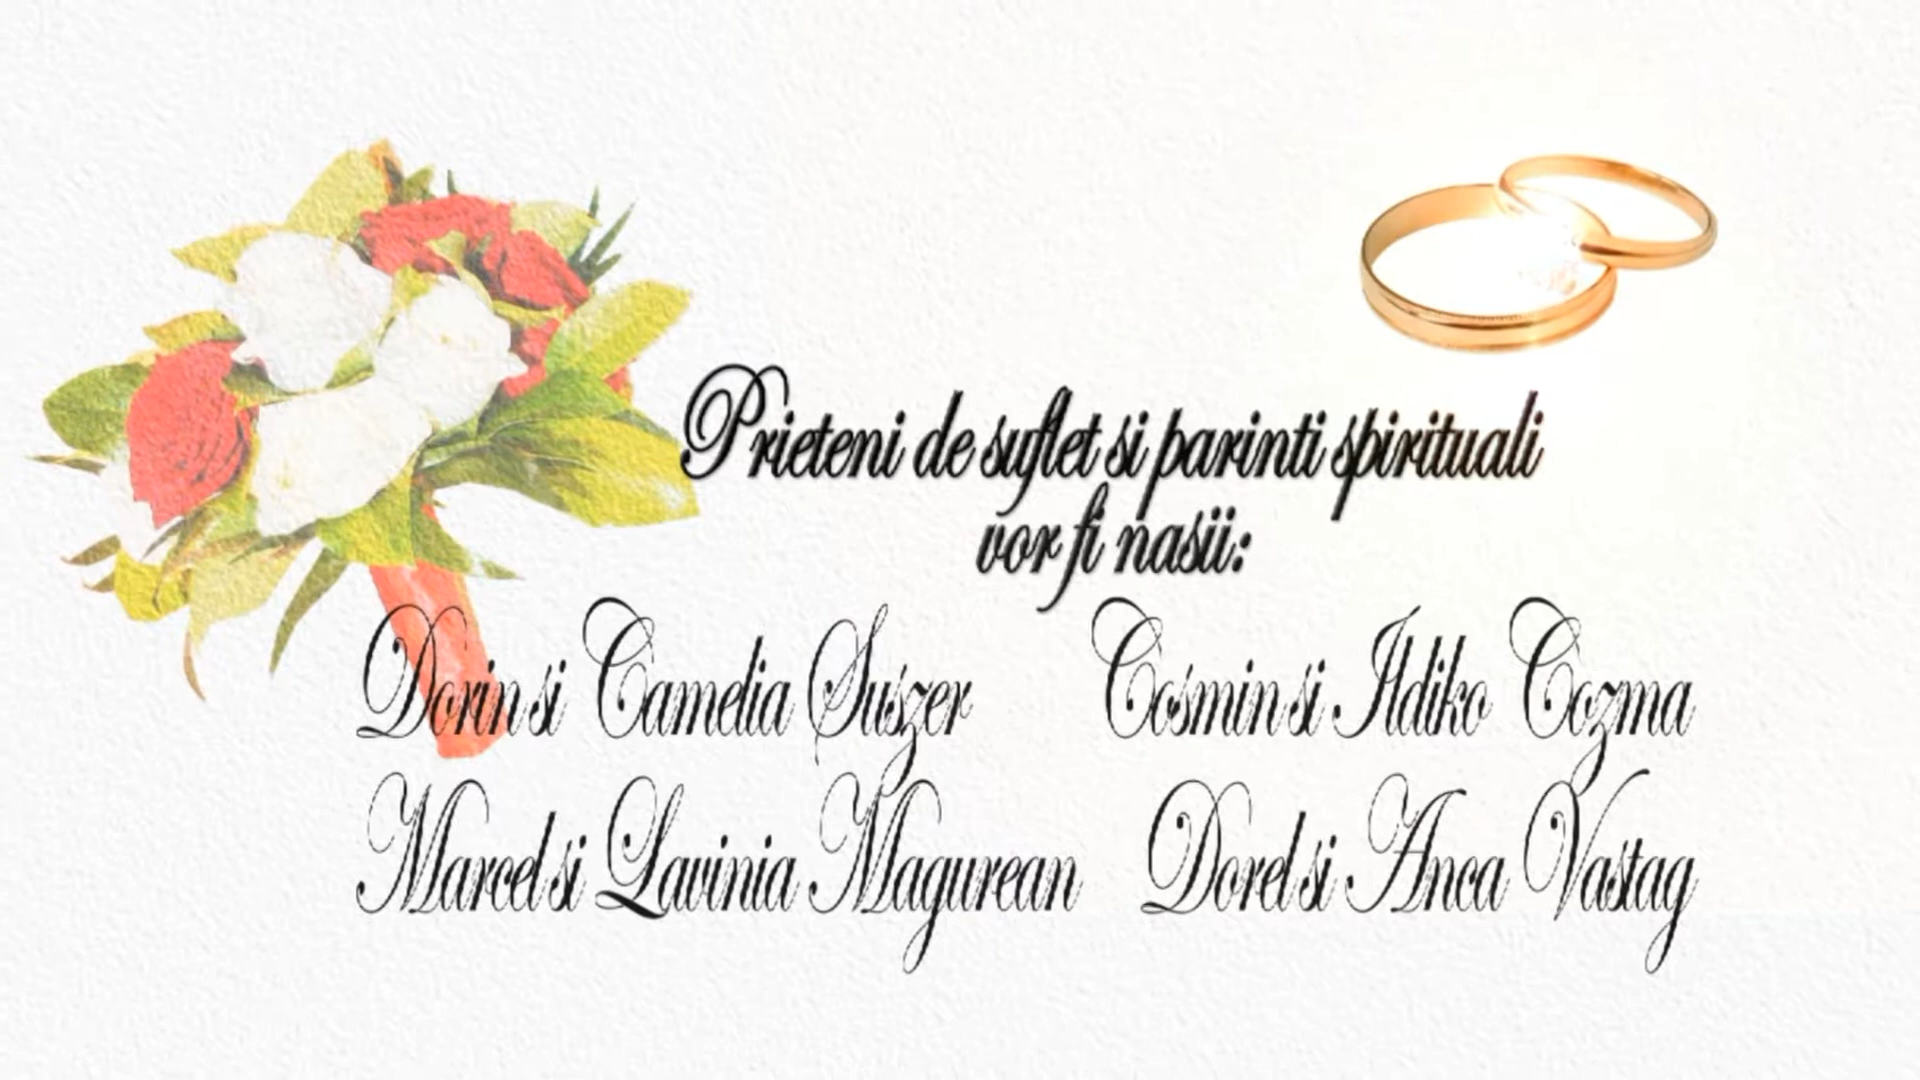 Prieteni de suflet si parinti spirituali
vor fi nasii:
Dorin si Camelia Suszer Cosmin si Ildiko Cozma
Marcel si Lavinia Magurean Dorel si Anca Vastag